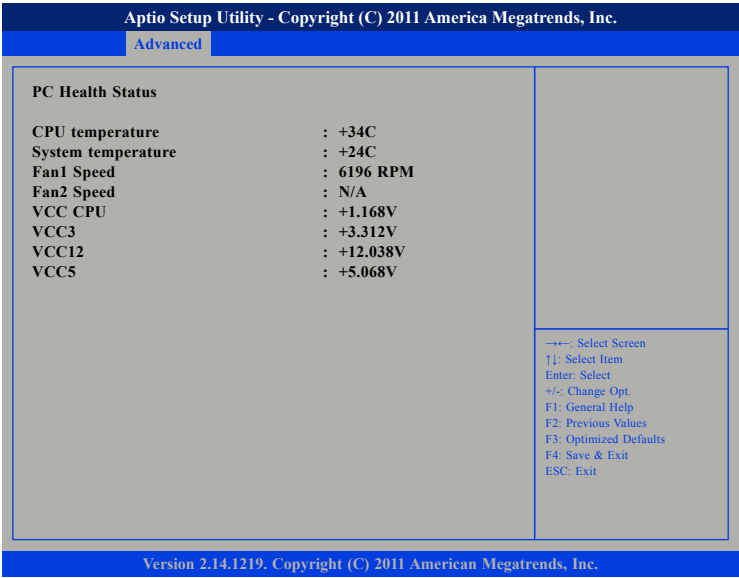 Aptio Setup Utility - Copyright (C) 2011 America Megatrends, Inc.
Advanced
PC Health Status
CPU temperature : +34C
System temperature : +24C
Fan1 Speed : 6196 RPM
Fan2 Speed : N/A
VCC CPU : +1.168V
VCC3 : +3.312V
VCC12 : +12.038V
VCC5 : +5.068V
→←: Select Screen
↑↓: Select Item
Enter: Select
+/-: Change Opt.
F1: General Help
F2: Previous Values
F3: Optimized Defaults
F4: Save & Exit
ESC: Exit
Version 2.14.1219. Copyright (C) 2011 American Megatrends, Inc.